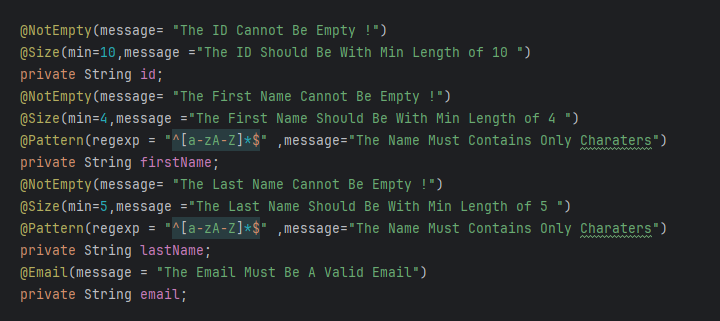 @NotEmpty(message= "The ID Cannot Be Empty !")
@Size(min=10,message ="The ID Should Be With Min Length of 10 ")
private String id;
@NotEmpty(message= "The First Name Cannot Be Empty !")
@Size(min=4,message ="The First Name Should Be With Min Length of 4 ")
@Pattern(regexp = "^[a-zA-Z]*$" ,message="The Name Must Contains Only Charaters")
private String firstName;
@NotEmpty(message= "The Last Name Cannot Be Empty !")
@Size(min=5,message ="The Last Name Should Be With Min Length of 5 ")
@Pattern(regexp = "^[a-zA-Z]*$" ,message="The Name Must Contains Only Charaters")
private String lastName;
@Email(message = "The Email Must Be A Valid Email")
private String email;